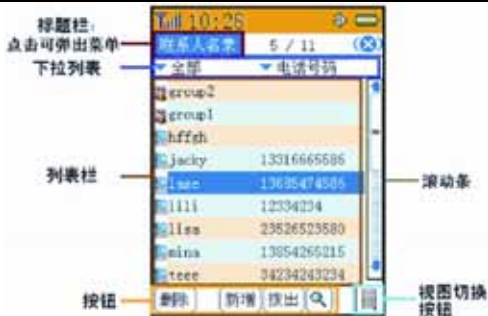 标题栏:
点击可弹出菜单
下拉列表
列表栏
按钮
10:26
联系人名录 5 / 11
全部 电话号码
group2
group1
hffgh
jacky 13316665586
13685474586
lili 12334234
lisa 23526523580
mina 13854265215
teee 34234243234
删除 新增 拨出
滚动条
视图切换
按钮